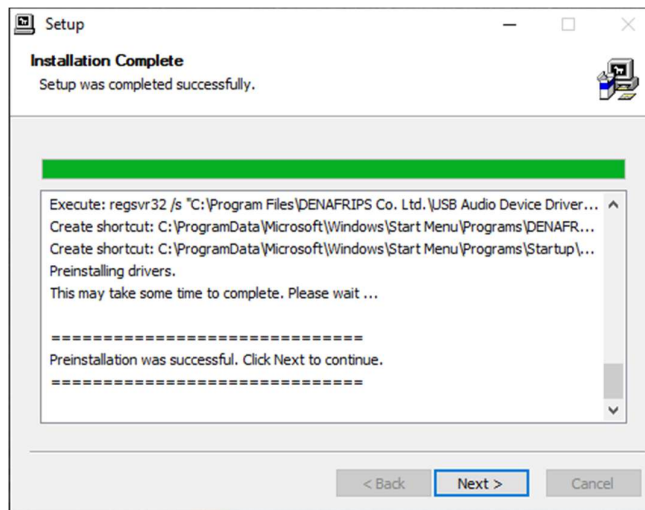 Setup
Installation Complete
Setup was completed successfully.
Execute: regsvr32 /s "C:\Program Files\DENAFRIPS Co. Ltd.\USB Audio Device Driver...
Create shortcut: C:\ProgramData\Microsoft\Windows\Start Menu\Programs\DENAFR...
Create shortcut: C:\ProgramData\Microsoft\Windows\Start Menu\Programs\Startup\...
Preinstalling drivers.
This may take some time to complete. Please wait ...
==============================
Preinstallation was successful. Click Next to continue.
==============================
< Back Next > Cancel